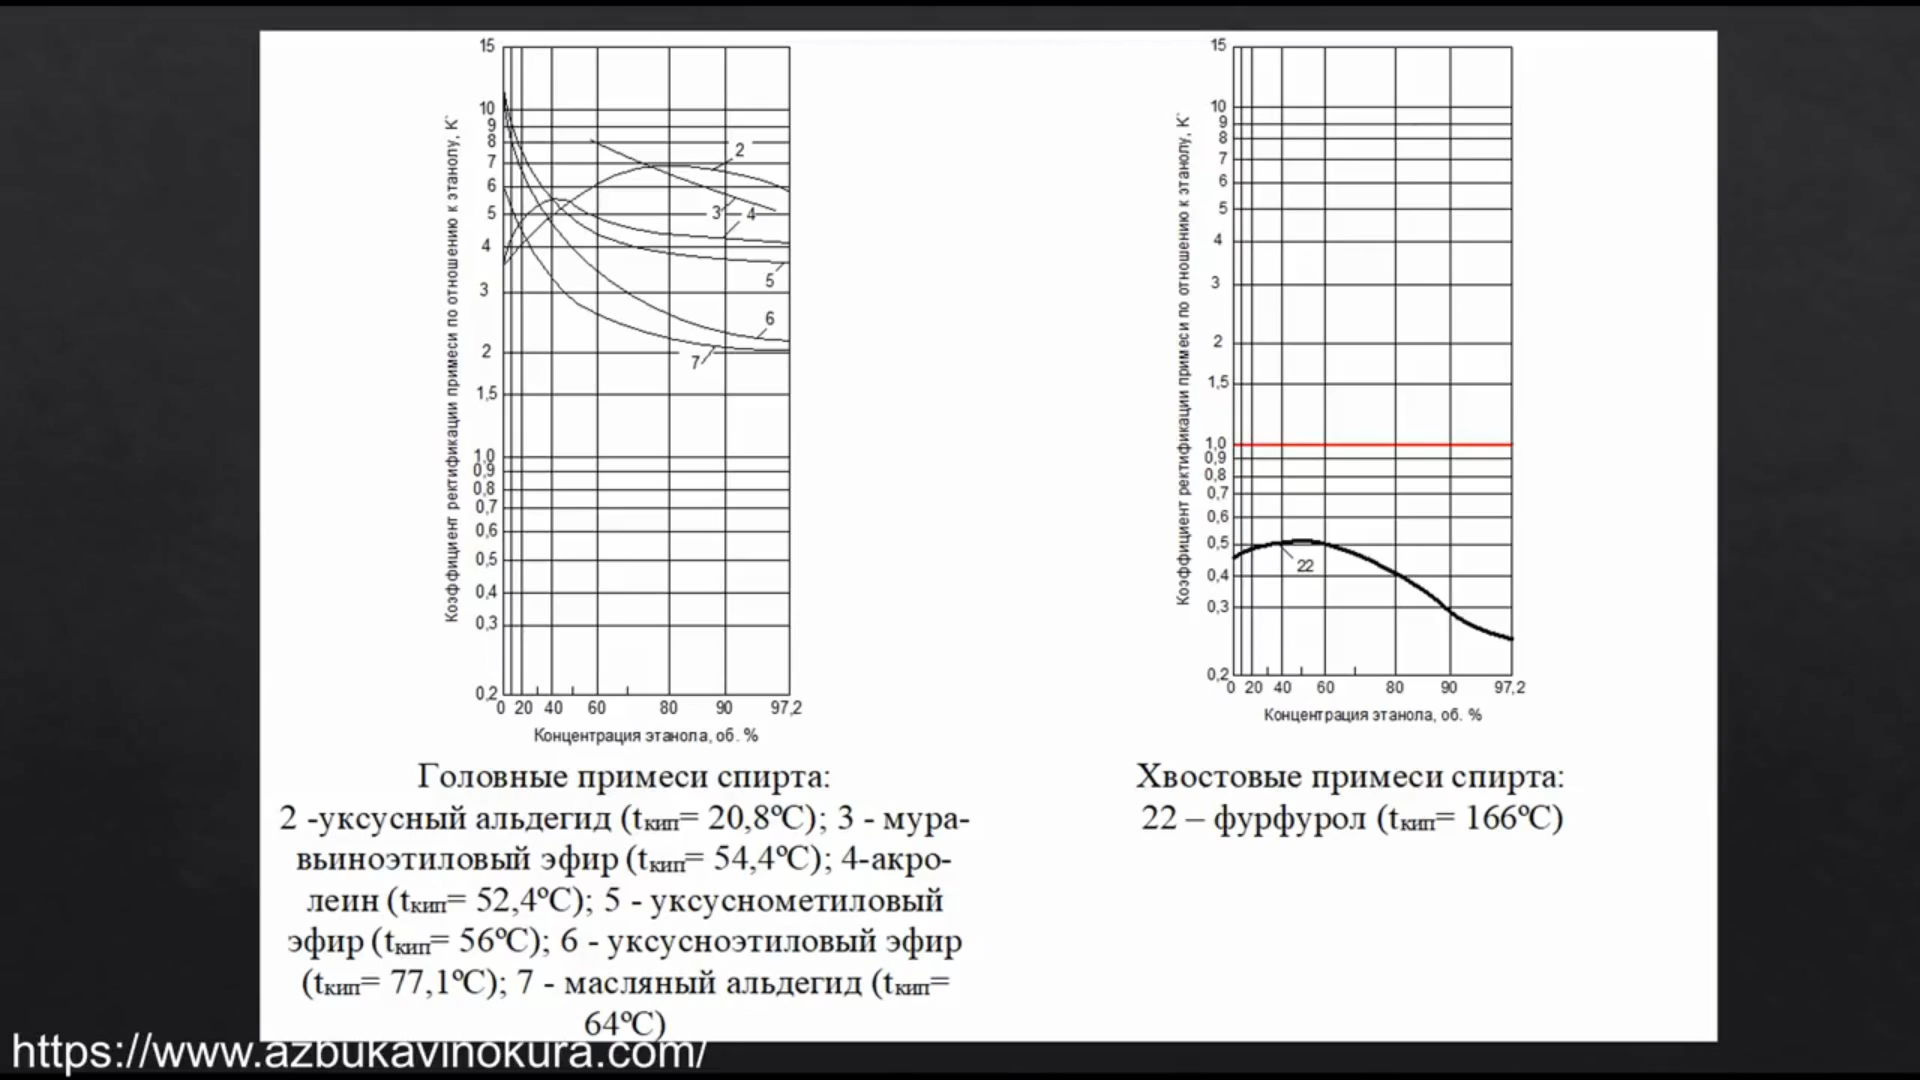 15
10
9
8
7
6
5
4
3
2
1,5
1,0
0,9
0,8
0,7
0,6
0,5
0,4
0,3
0,2
Коэффициент ректификации примеси по отношению к этанолу, К`
2
3
4
5
6
7
0 20 40 60 80 90 97,2
Концентрация этанола, об. %
Головные примеси спирта:
2 -уксусный альдегид (tкип= 20,8ºС); 3 - мура-
вьиноэтиловый эфир (tкип= 54,4ºС); 4-акро-
леин (tкип= 52,4ºС); 5 - уксуснометиловый
эфир (tкип= 56ºС); 6 - уксусноэтиловый эфир
(tкип= 77,1ºС); 7 - масляный альдегид (tкип=
64ºС)
15
10
9
8
7
6
5
4
3
2
1,5
1,0
0,9
0,8
0,7
0,6
0,5
0,4
0,3
0,2
Коэффициент ректификации примеси по отношению к этанолу, К`
22
0 20 40 60 80 90 97,2
Концентрация этанола, об. %
Хвостовые примеси спирта:
22 – фурфурол (tкип= 166ºС)
https://www.azbukavinokura.com/